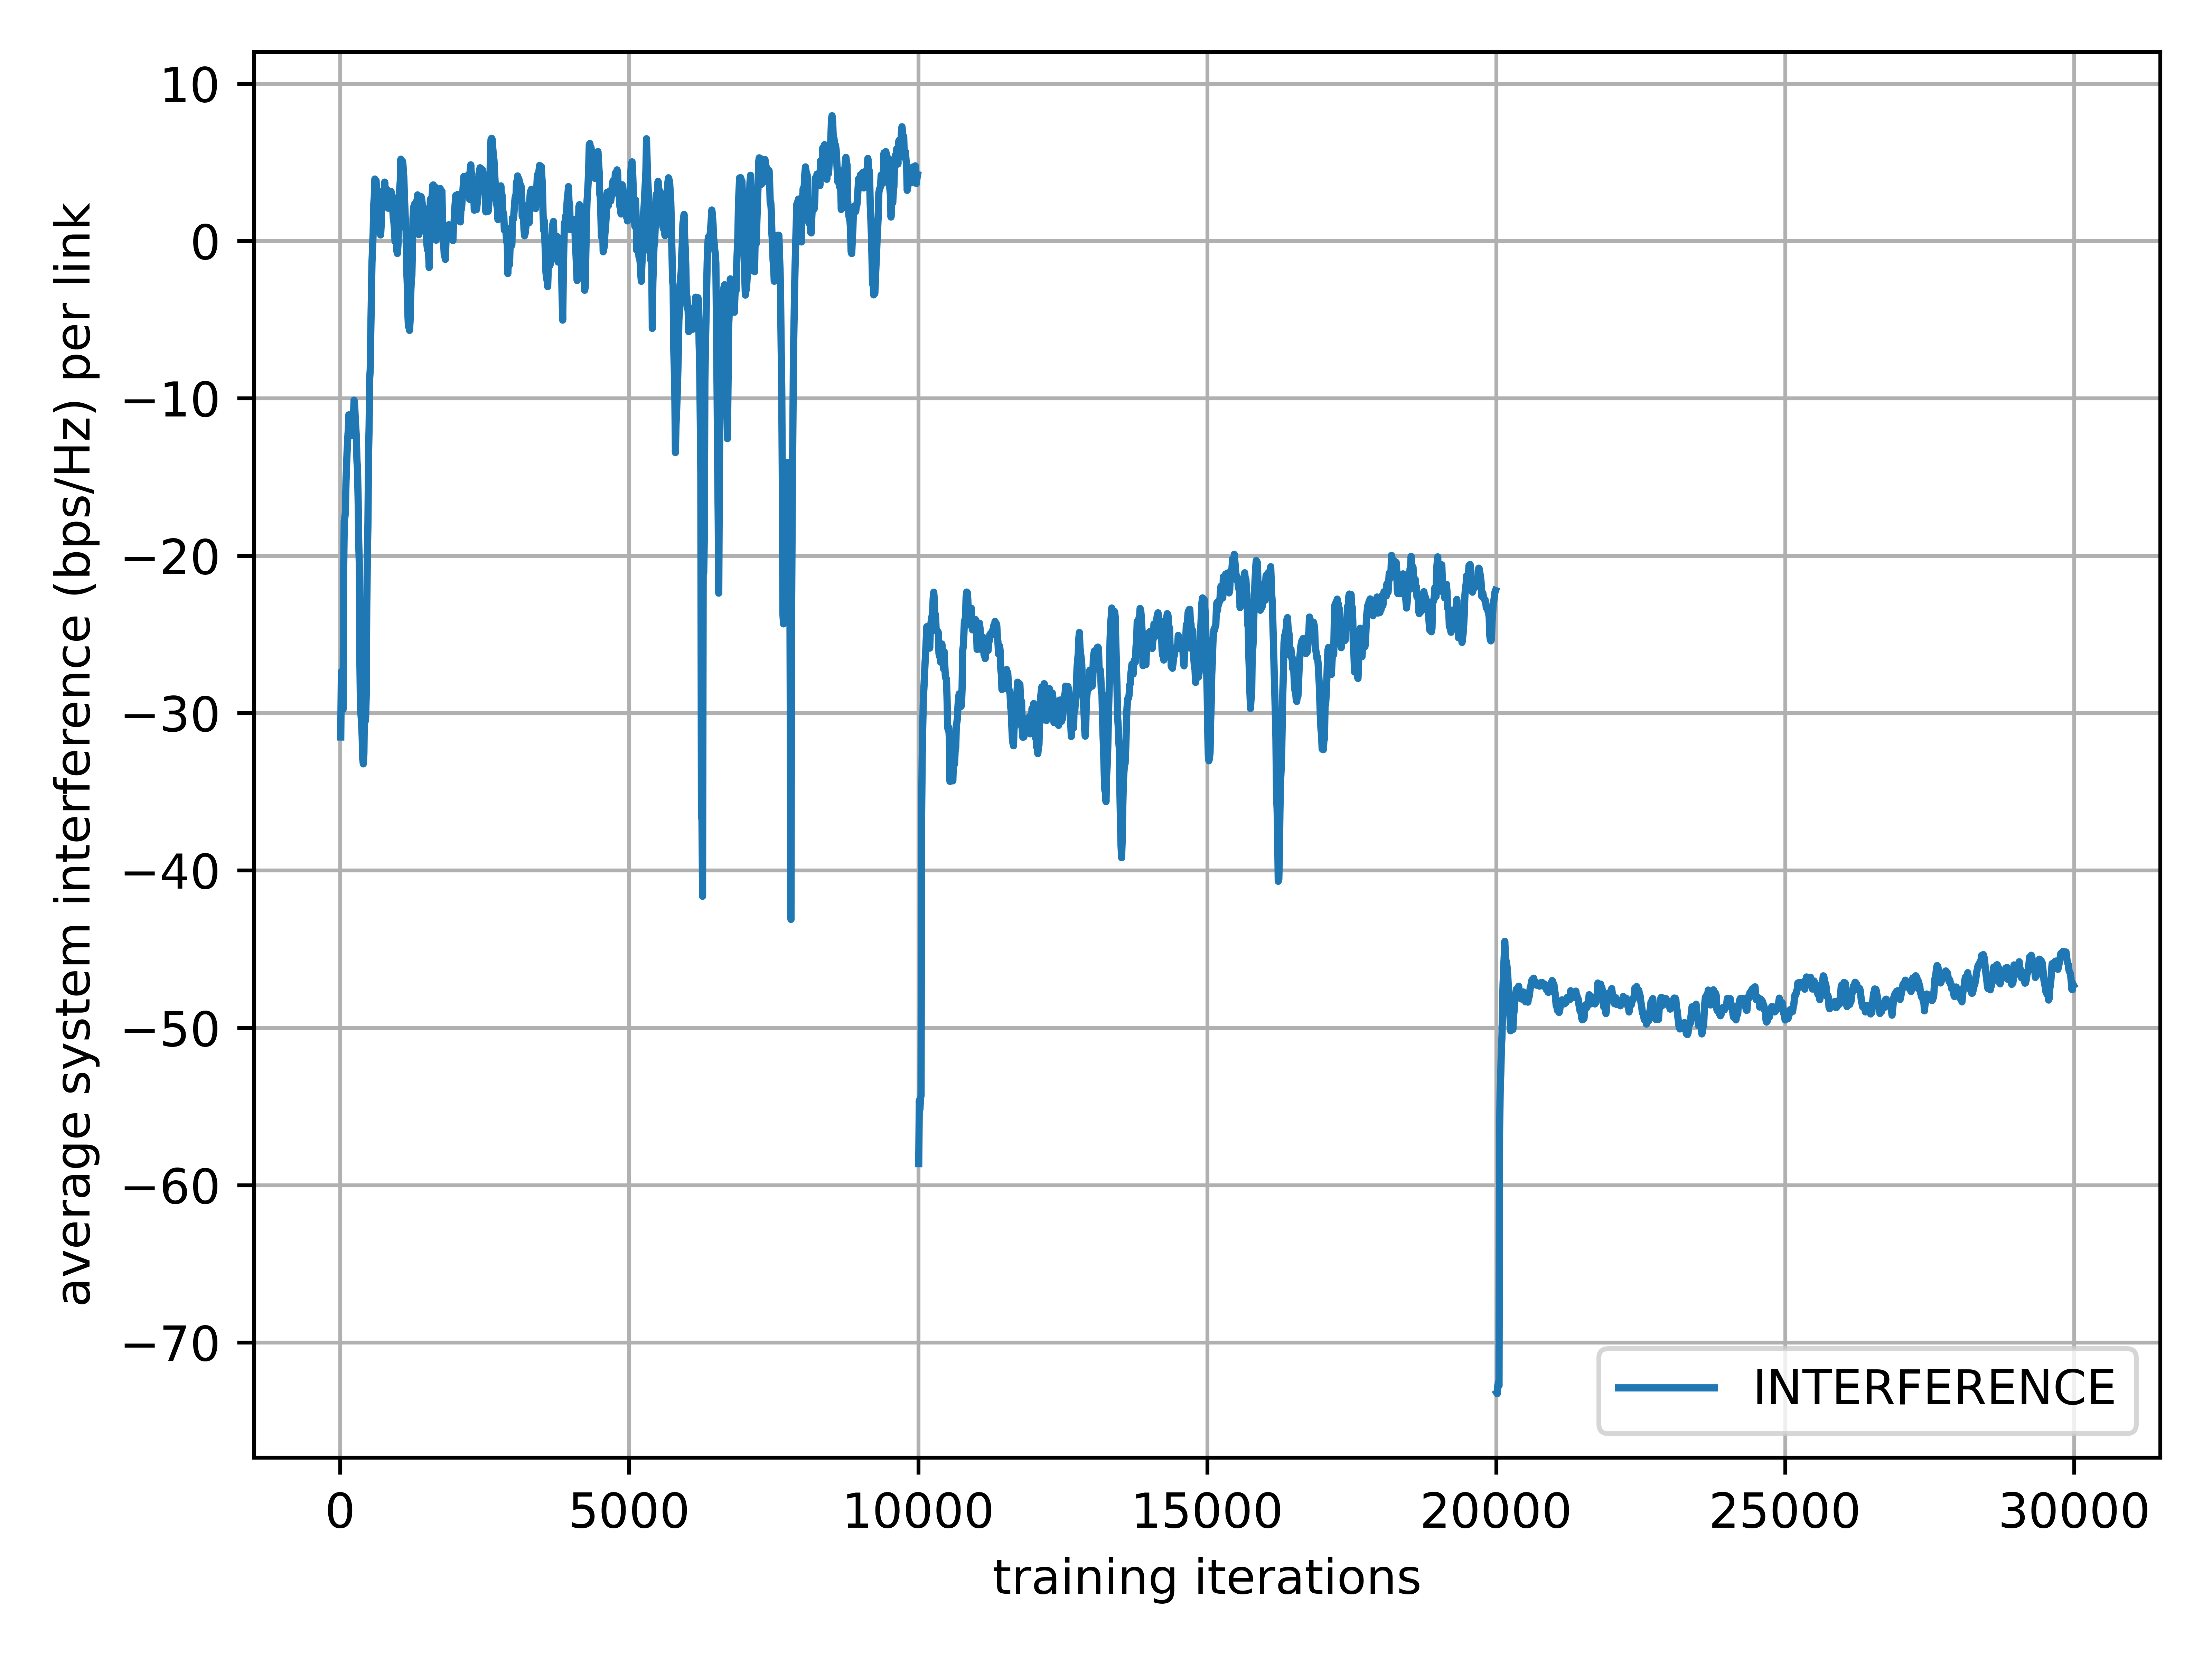 average system interference (bps/Hz) per link
10
0
−10
−20
−30
−40
−50
−60
−70
INTERFERENCE
0 5000 10000 15000 20000 25000 30000
training iterations